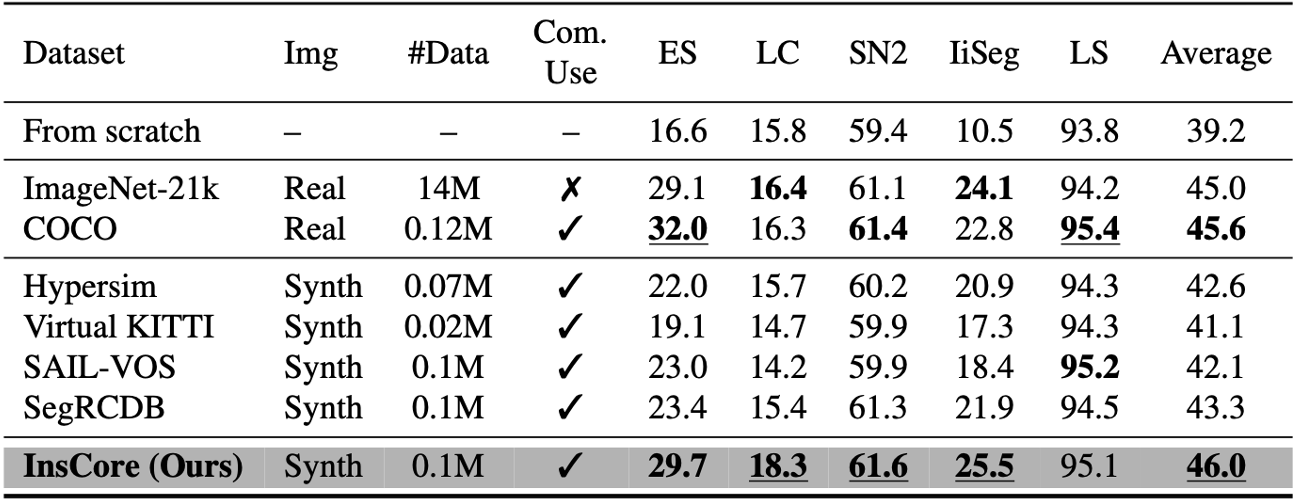 Dataset Img #Data Com. Use ES LC SN2 IiSeg LS Average
From scratch – – – 16.6 15.8 59.4 10.5 93.8 39.2
ImageNet-21k Real 14M ✗ 29.1 16.4 61.1 24.1 94.2 45.0
COCO Real 0.12M ✓ 32.0 16.3 61.4 22.8 95.4 45.6
Hypersim Synth 0.07M ✓ 22.0 15.7 60.2 20.9 94.3 42.6
Virtual KITTI Synth 0.02M ✓ 19.1 14.7 59.9 17.3 94.3 41.1
SAIL-VOS Synth 0.1M ✓ 23.0 14.2 59.9 18.4 95.2 42.1
SegRCDB Synth 0.1M ✓ 23.4 15.4 61.3 21.9 94.5 43.3
InsCore (Ours) Synth 0.1M ✓ 29.7 18.3 61.6 25.5 95.1 46.0